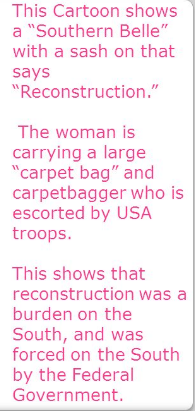 This Cartoon shows
a “Southern Belle”
with a sash on that
says
“Reconstruction.”
The woman is
carrying a large
“carpet bag” and
carpetbagger who is
escorted by USA
troops.
This shows that
reconstruction was a
burden on the
South, and was
forced on the South
by the Federal
Government.